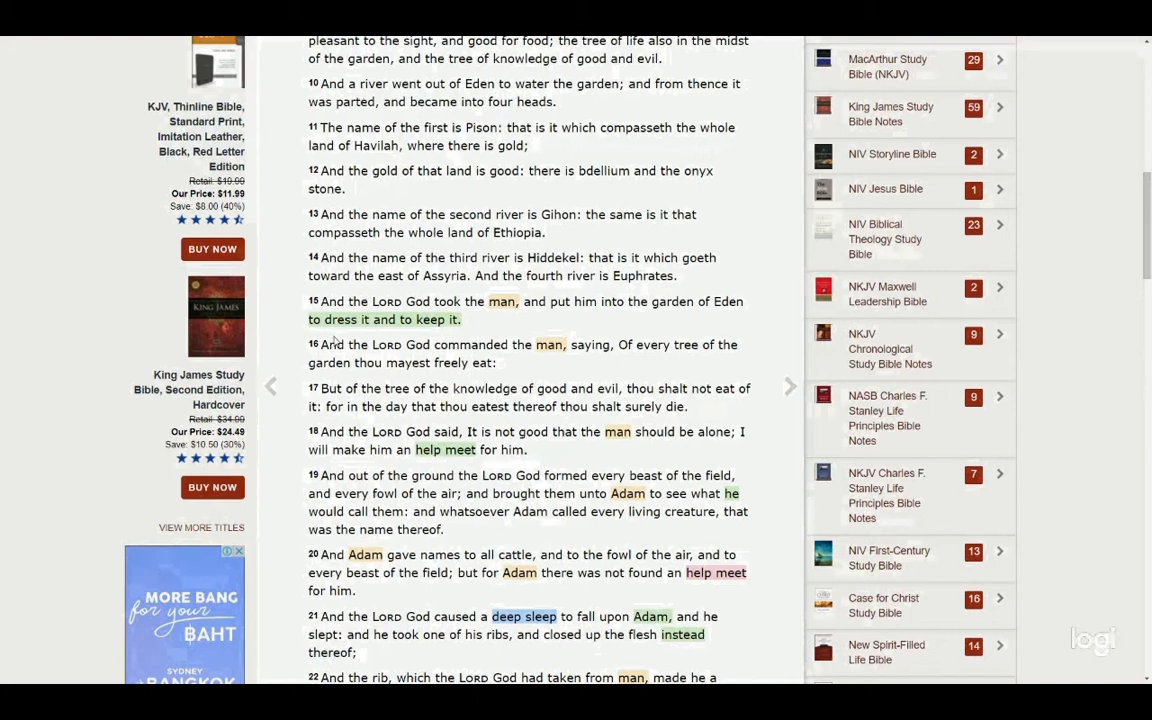 KJV, Thinline Bible,
Standard Print,
Imitation Leather,
Black, Red Letter
Edition
Retail: $19.99
Our Price: $11.99
Save: $8.00 (40%)
BUY NOW
KING JAMES
King James Study
Bible, Second Edition,
Hardcover
Retail: $34.99
Our Price: $24.49
Save: $10.50 (30%)
BUY NOW
VIEW MORE TITLES
MORE BANG
for your
BAHT
SYDNEY
BANGKOK
pleasant to the sight, and good for food; the tree of life also in the midst
of the garden, and the tree of knowledge of good and evil.
10 And a river went out of Eden to water the garden; and from thence it
was parted, and became into four heads.
11 The name of the first is Pison: that is it which compasseth the whole
land of Havilah, where there is gold;
12 And the gold of that land is good: there is bdellium and the onyx
stone.
13 And the name of the second river is Gihon: the same is it that
compasseth the whole land of Ethiopia.
14 And the name of the third river is Hiddekel: that is it which goeth
toward the east of Assyria. And the fourth river is Euphrates.
15 And the LORD God took the man, and put him into the garden of Eden
to dress it and to keep it.
16 And the LORD God commanded the man, saying, Of every tree of the
garden thou mayest freely eat:
17 But of the tree of the knowledge of good and evil, thou shalt not eat of
it: for in the day that thou eatest thereof thou shalt surely die.
18 And the LORD God said, It is not good that the man should be alone; I
will make him an help meet for him.
19 And out of the ground the LORD God formed every beast of the field,
and every fowl of the air; and brought them unto Adam to see what he
would call them: and whatsoever Adam called every living creature, that
was the name thereof.
20 And Adam gave names to all cattle, and to the fowl of the air, and to
every beast of the field; but for Adam there was not found an help meet
for him.
21 And the LORD God caused a deep sleep to fall upon Adam, and he
slept: and he took one of his ribs, and closed up the flesh instead
thereof;
22 And the rib, which the LORD God had taken from man, made he a
MacArthur Study
Bible (NKJV)
29
King James Study
Bible Notes
59
NIV Storyline Bible
2
NIV Jesus Bible
1
NIV Biblical
Theology Study
Bible
23
NKJV Maxwell
Leadership Bible
2
NKJV
Chronological
Study Bible Notes
9
NASB Charles F.
Stanley Life
Principles Bible
Notes
9
NKJV Charles F.
Stanley Life
Principles Bible
Notes
7
NIV First-Century
Study Bible
13
Case for Christ
Study Bible
16
New Spirit-Filled
Life Bible
14
logi